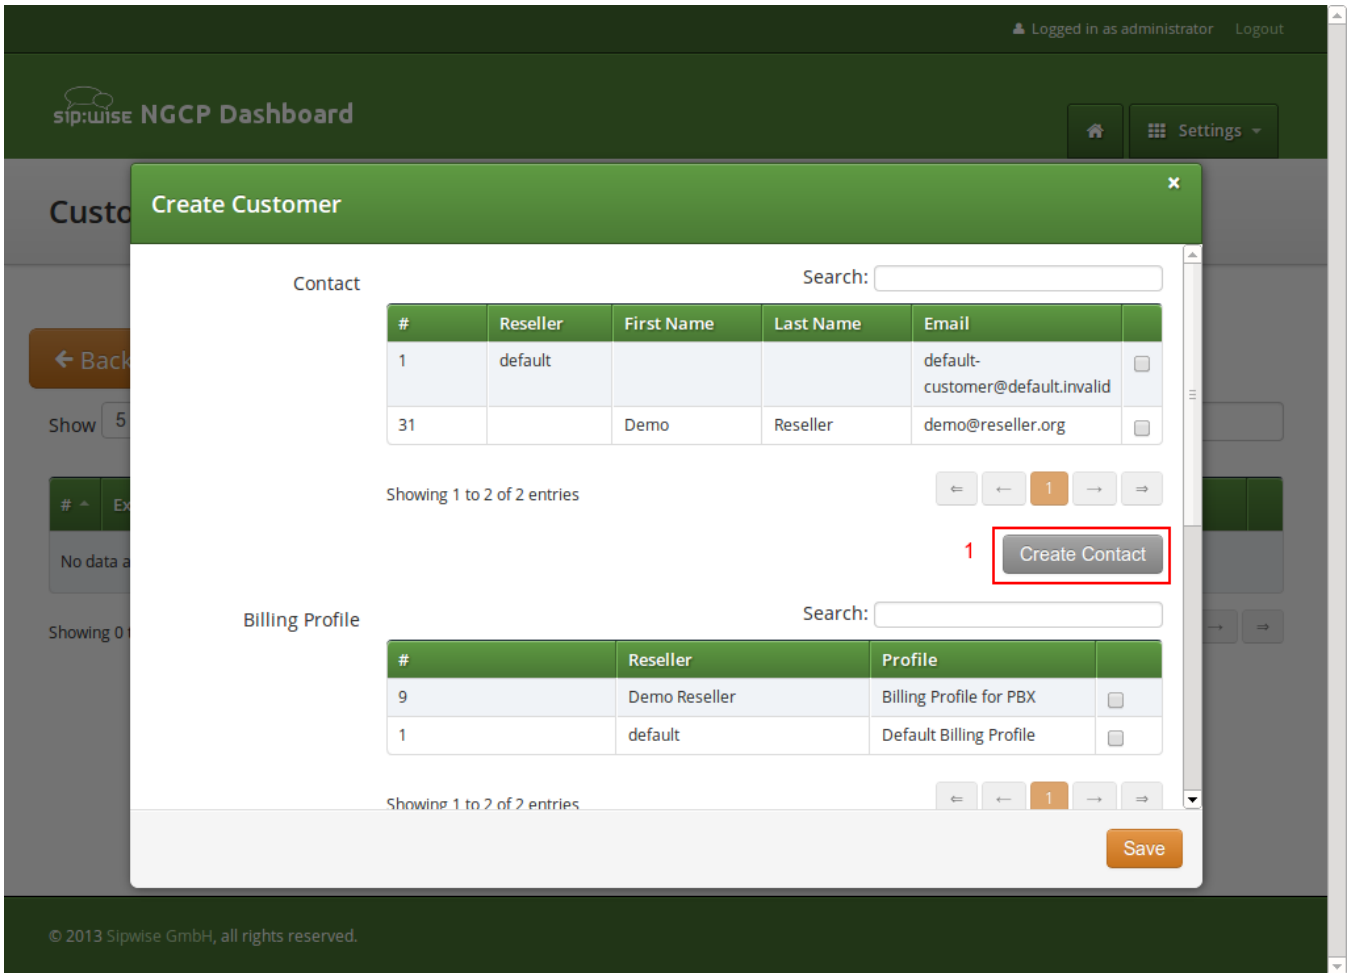 Logged in as administrator Logout
sip:wise NGCP Dashboard
Settings
Custo
Create Customer
×
Contact
Search:
# Reseller First Name Last Name Email
1 default default-
customer@default.invalid
31 Demo Reseller demo@reseller.org
Showing 1 to 2 of 2 entries
⇐ ← 1 → ⇒
1 Create Contact
Back
Show 5
# Ex
No data a
Showing 0 t
→ ⇒
Billing Profile
Search:
# Reseller Profile
9 Demo Reseller Billing Profile for PBX
1 default Default Billing Profile
Showing 1 to 2 of 2 entries
⇐ ← 1 → ⇒
Save
© 2013 Sipwise GmbH, all rights reserved.